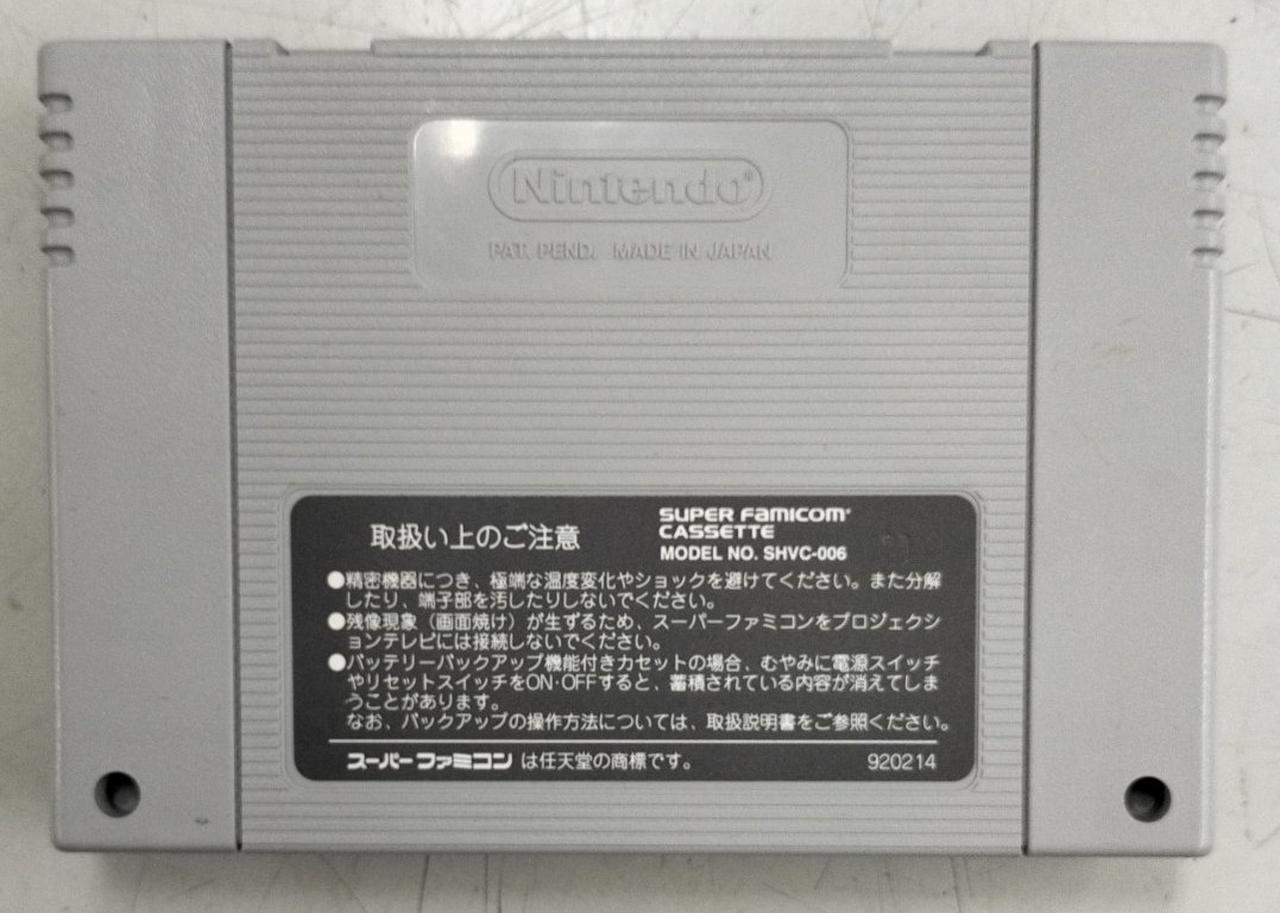 Nintendo®
PAT. PEND. MADE IN JAPAN
取扱い上のご注意
SUPER FAMICOM®
CASSETTE
MODEL NO. SHVC-006
●精密機器につき、極端な温度変化やショックを避けてください。また分解
したり、端子部を汚したりしないでください。
●残像現象（画面焼け）が生ずるため、スーパーファミコンをプロジェクシ
ョンテレビには接続しないでください。
●バッテリーバックアップ機能付きカセットの場合、むやみに電源スイッチ
やリセットスイッチをON·OFFすると、蓄積されている内容が消えてしま
うことがあります。
なお、バックアップの操作方法については、取扱説明書をご参照ください。
スーパーファミコンは任天堂の商標です。 920214